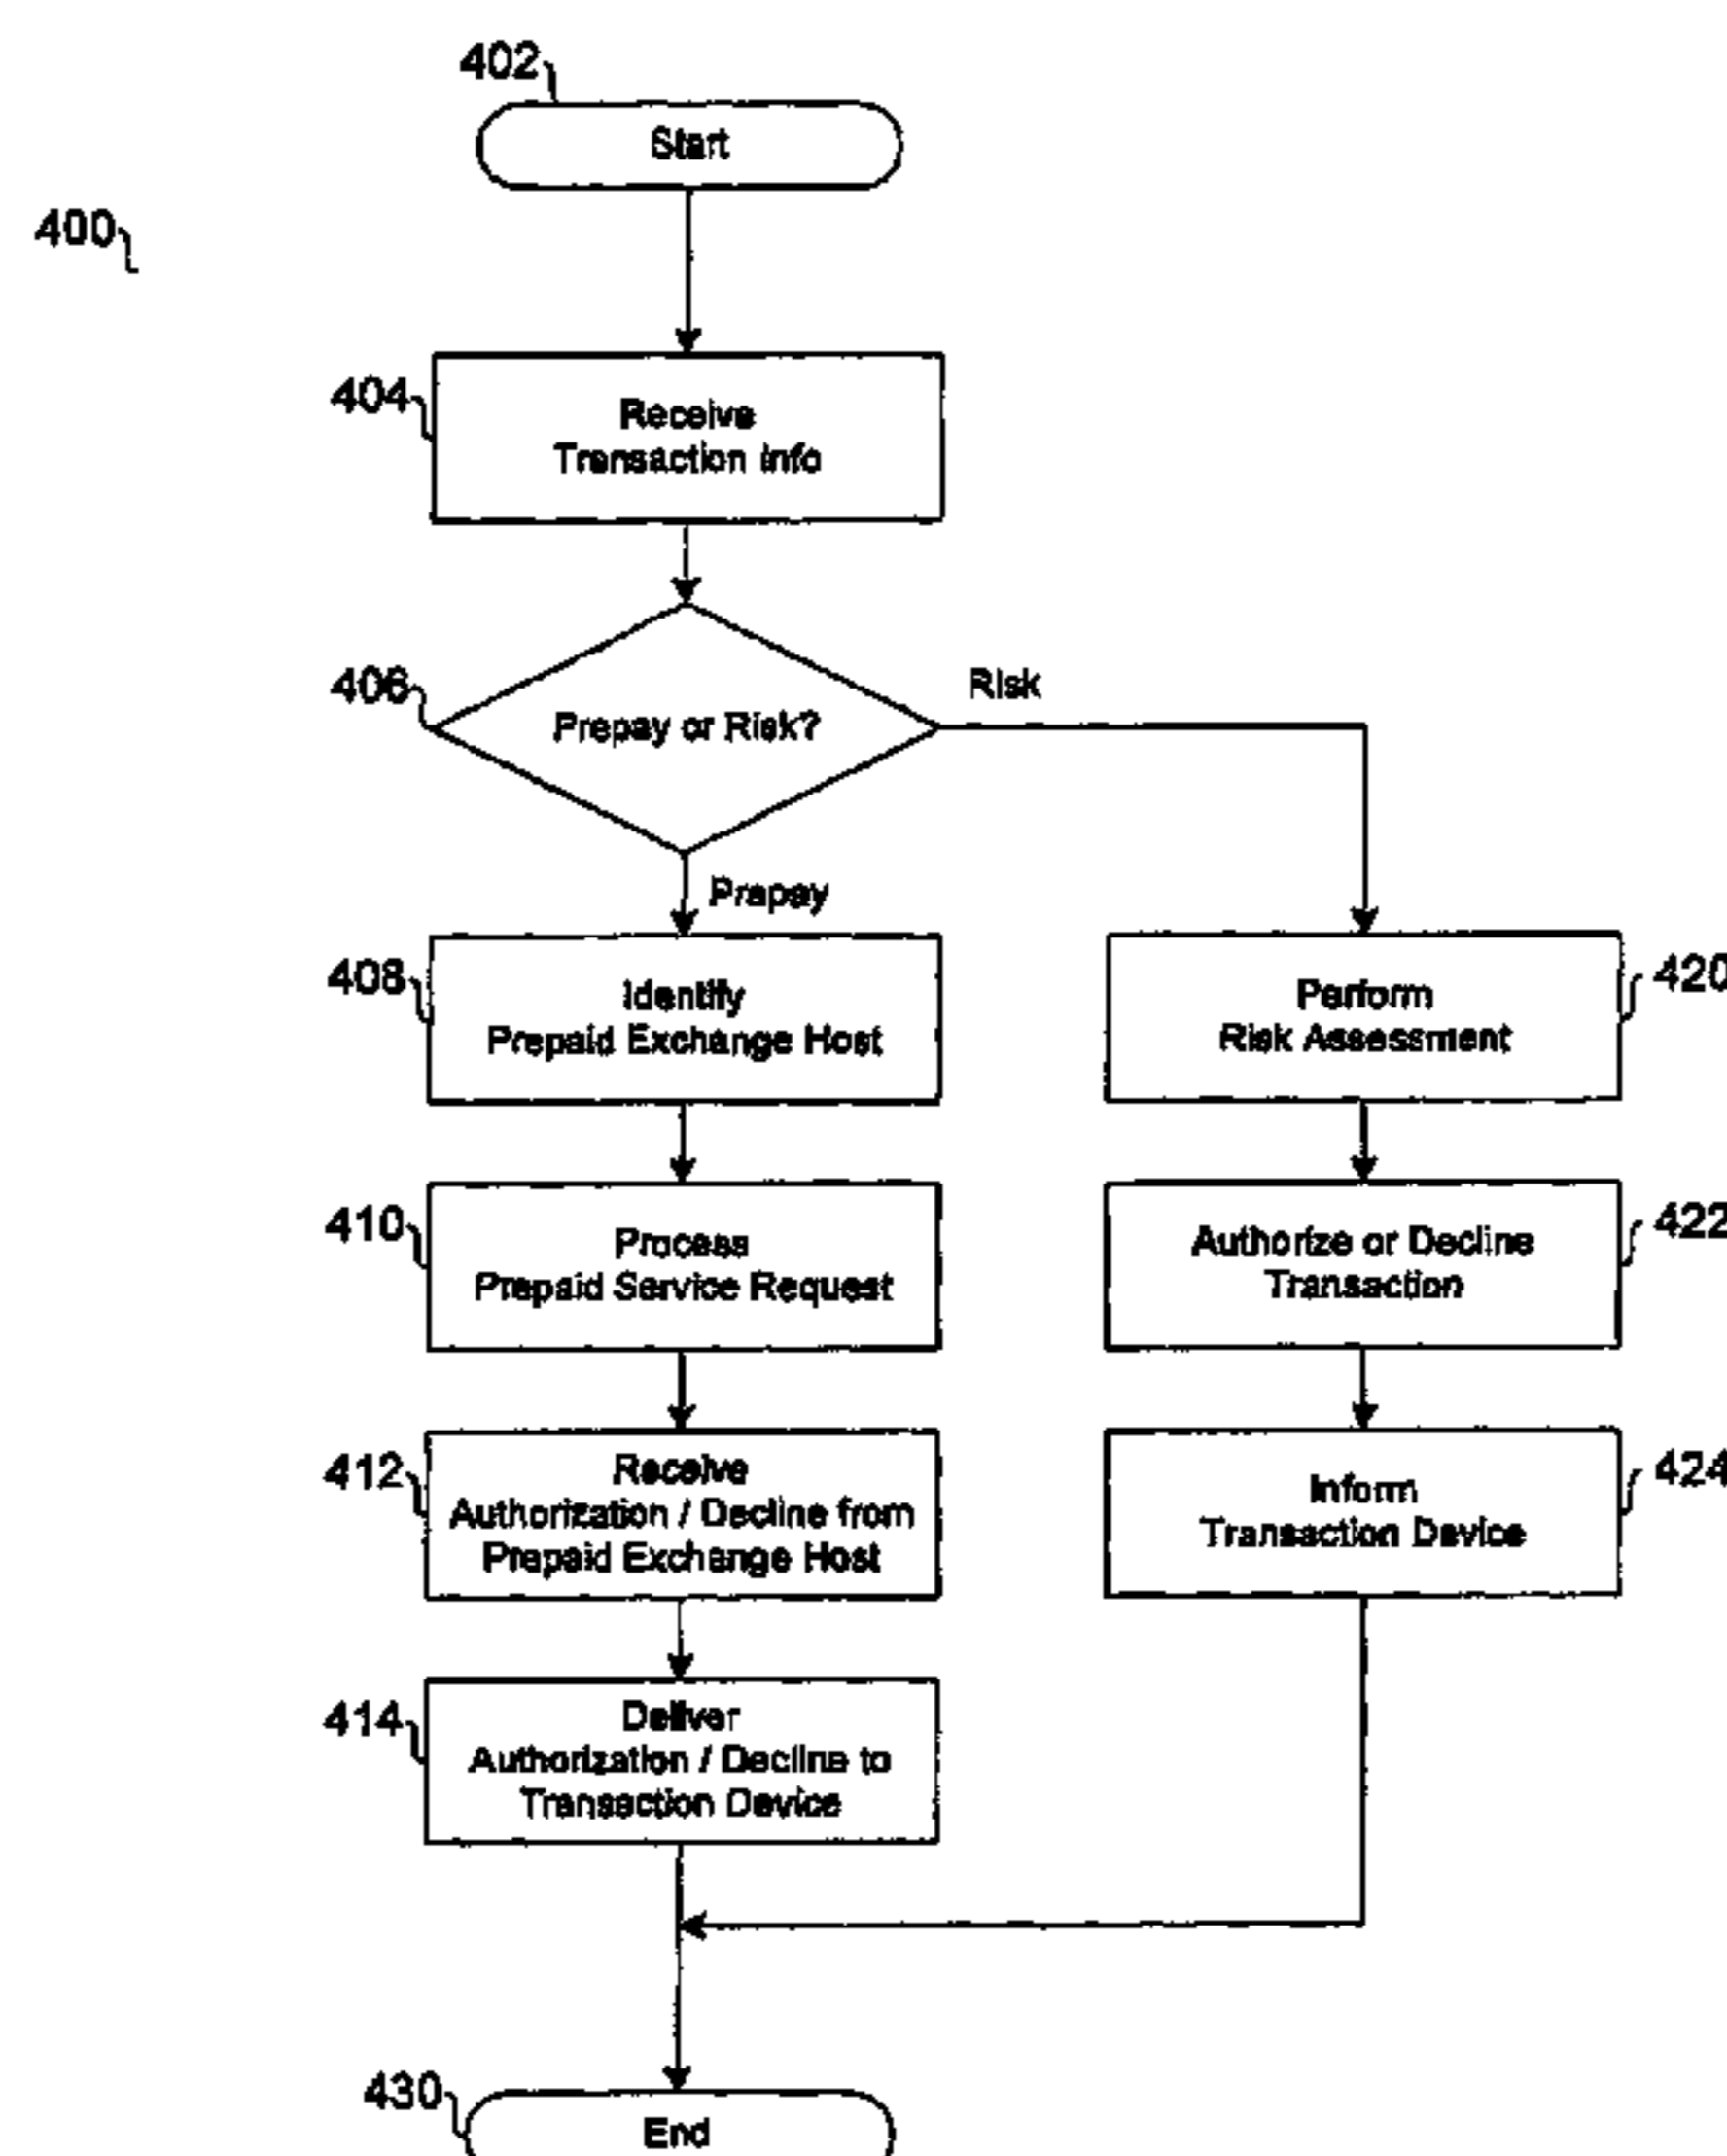 402
Start
400
404
Receive
Transaction Info
406
Prepay or Risk?
Risk
Prepay
408
Identify
Prepaid Exchange Host
Perform
Risk Assessment
420
410
Process
Prepaid Service Request
Authorize or Decline
Transaction
422
412
Receive
Authorization / Decline from
Prepaid Exchange Host
Inform
Transaction Device
424
414
Deliver
Authorization / Decline to
Transaction Device
430
End